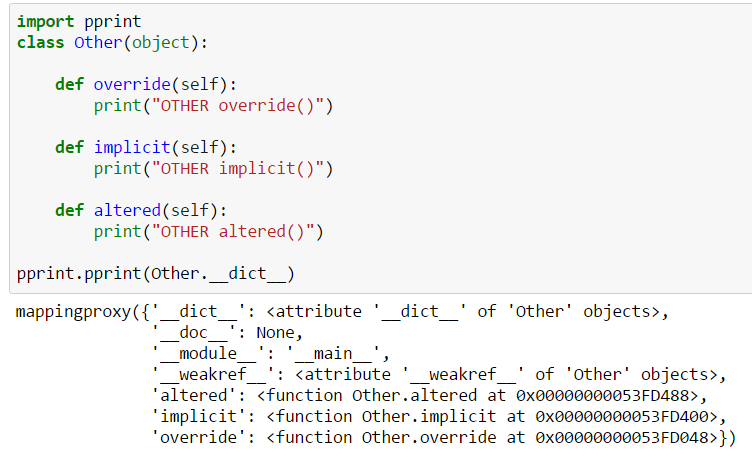 import pprint
class Other(object):
    def override(self):
        print("OTHER override()")
    def implicit(self):
        print("OTHER implicit()")
    def altered(self):
        print("OTHER altered()")
pprint.pprint(Other.__dict__)
mappingproxy({'__dict__': <attribute '__dict__' of 'Other' objects>,
              '__doc__': None,
              '__module__': '__main__',
              '__weakref__': <attribute '__weakref__' of 'Other' objects>,
              'altered': <function Other.altered at 0x00000000053FD488>,
              'implicit': <function Other.implicit at 0x00000000053FD400>,
              'override': <function Other.override at 0x00000000053FD048>})